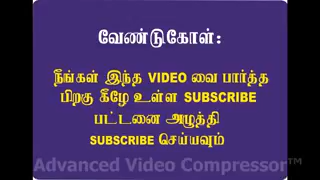 வேண்டுகோள்:
நீங்கள் இந்த VIDEO வை பார்த்த
பிறகு கீழே உள்ள SUBSCRIBE
பட்டனை அழுத்தி
SUBSCRIBE செய்யவும்
Advanced Video Compressor™